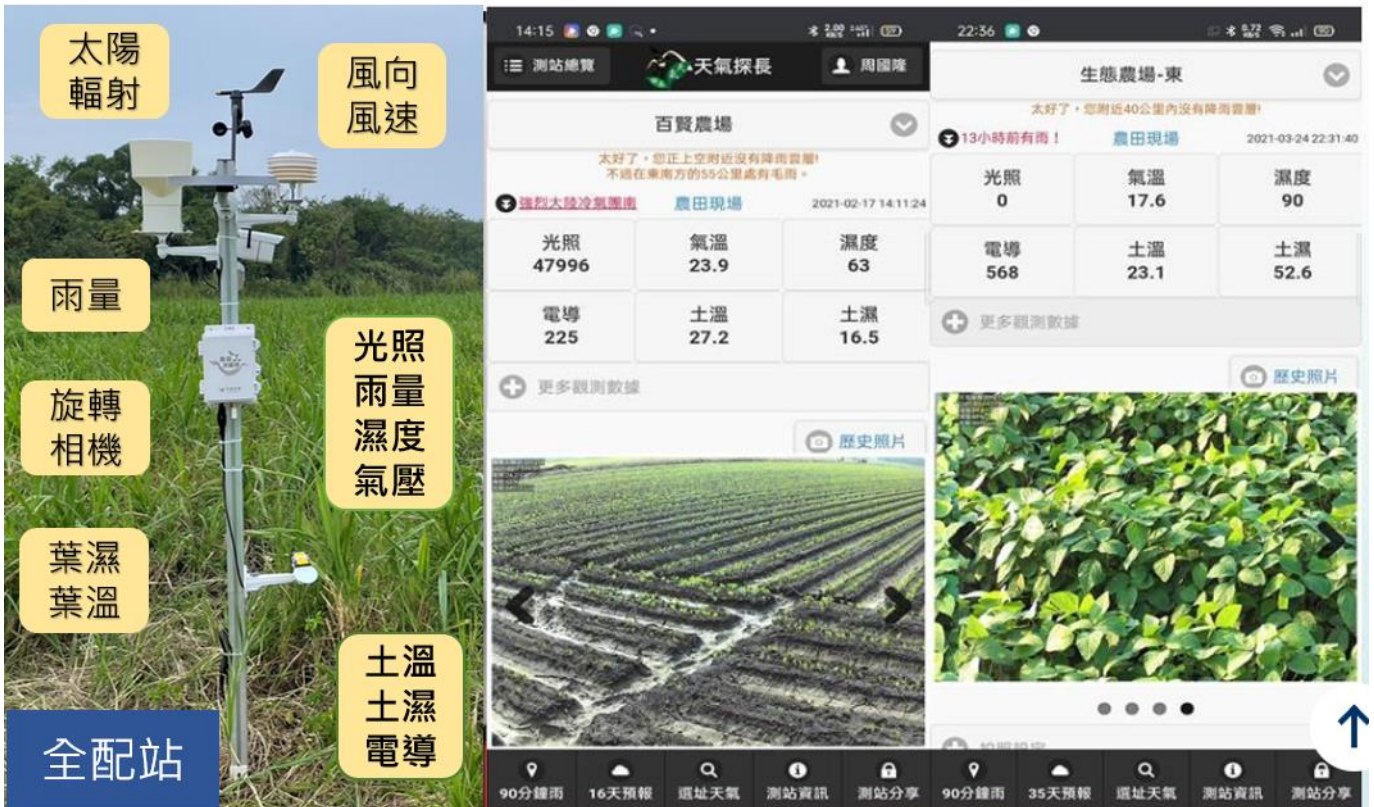 太陽
輻射
風向
風速
雨量
旋轉
相機
光照
雨量
濕度
氣壓
葉濕
葉溫
土溫
土濕
電導
全配站
14:15
2.00
測站總覽
天氣探長
周國隆
百賢農場
太好了，您正上空附近沒有降雨雲層!
不過在東南方的55公里處有毛雨。
強烈大陸冷氣團南
農田現場
2021-02-17 14:11:24
光照
氣溫
濕度
47996
23.9
63
電導
土溫
土濕
225
27.2
16.5
更多觀測數據
歷史照片
90分鐘雨
16天預報
選址天氣
測站資訊
測站分享
22:36
0.72
生態農場-東
太好了，您附近40公里內沒有降雨雲層!
13小時前有雨！
農田現場
2021-03-24 22:31:40
光照
氣溫
濕度
0
17.6
90
電導
土溫
土濕
568
23.1
52.6
更多觀測數據
歷史照片
90分鐘雨
35天預報
選址天氣
測站資訊
測站分享